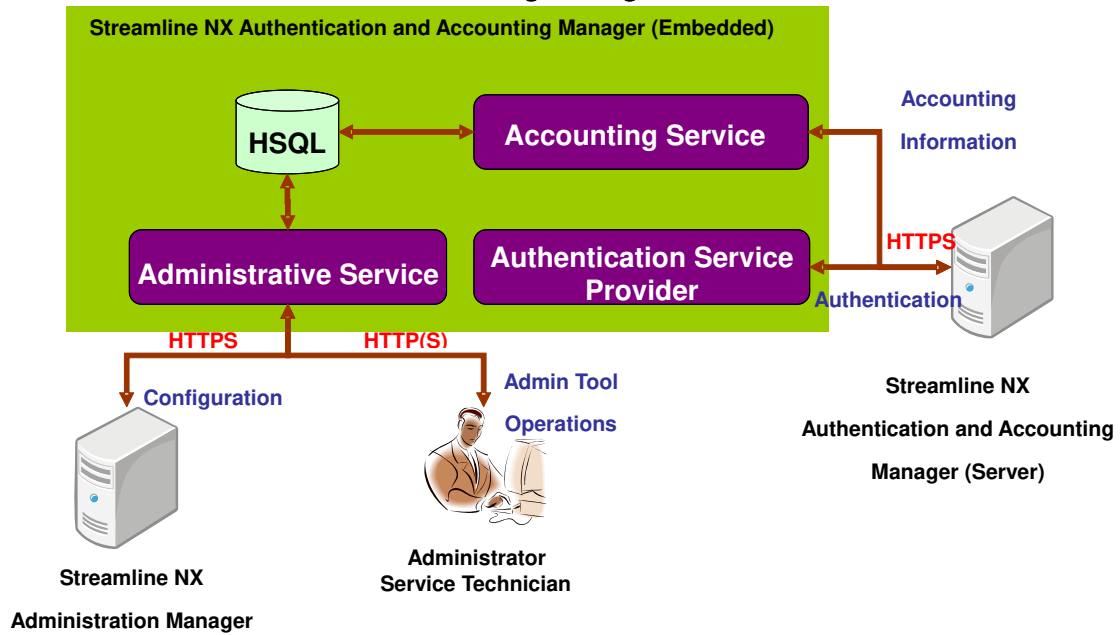 Streamline NX Authentication and Accounting Manager (Embedded)
HSQL
Accounting Service
Accounting
Information
Administrative Service
Authentication Service
Provider
HTTPS
Authentication
HTTPS
HTTP(S)
Configuration
Admin Tool
Operations
Streamline NX
Authentication and Accounting
Manager (Server)
Administrator
Service Technician
Streamline NX
Administration Manager